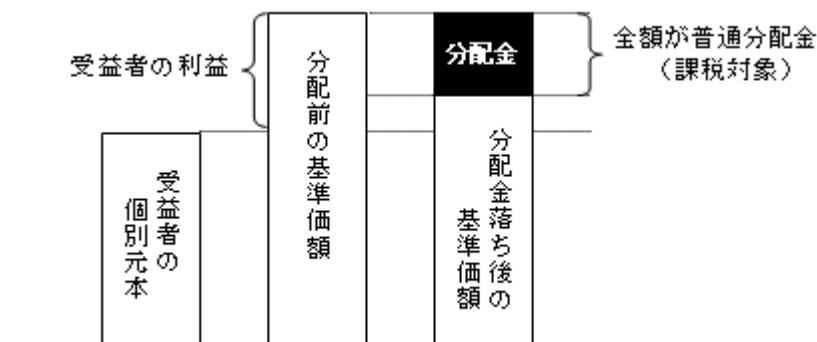 受益者の利益
分配前の基準価額
分配金
全額が普通分配金
（課税対象）
受益者の
個別元本
分配金落ち後の
基準価額